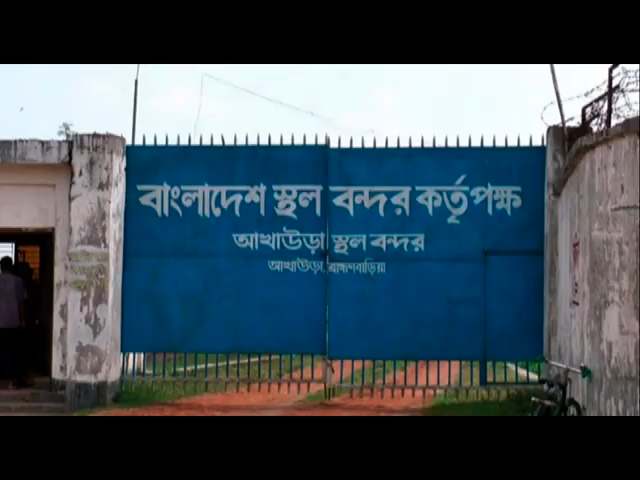 বাংলাদেশ স্থল বন্দর কর্তৃপক্ষ
আখাউড়া স্থল বন্দর
আখাউড়া, ব্রাহ্মণবাড়িয়া